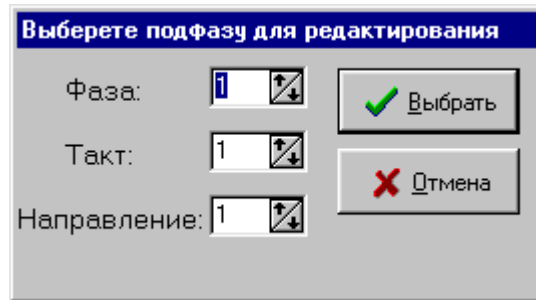 Выберете подфазу для редактирования
Фаза: 1
Выбрать
Такт: 1
Отмена
Направление: 1